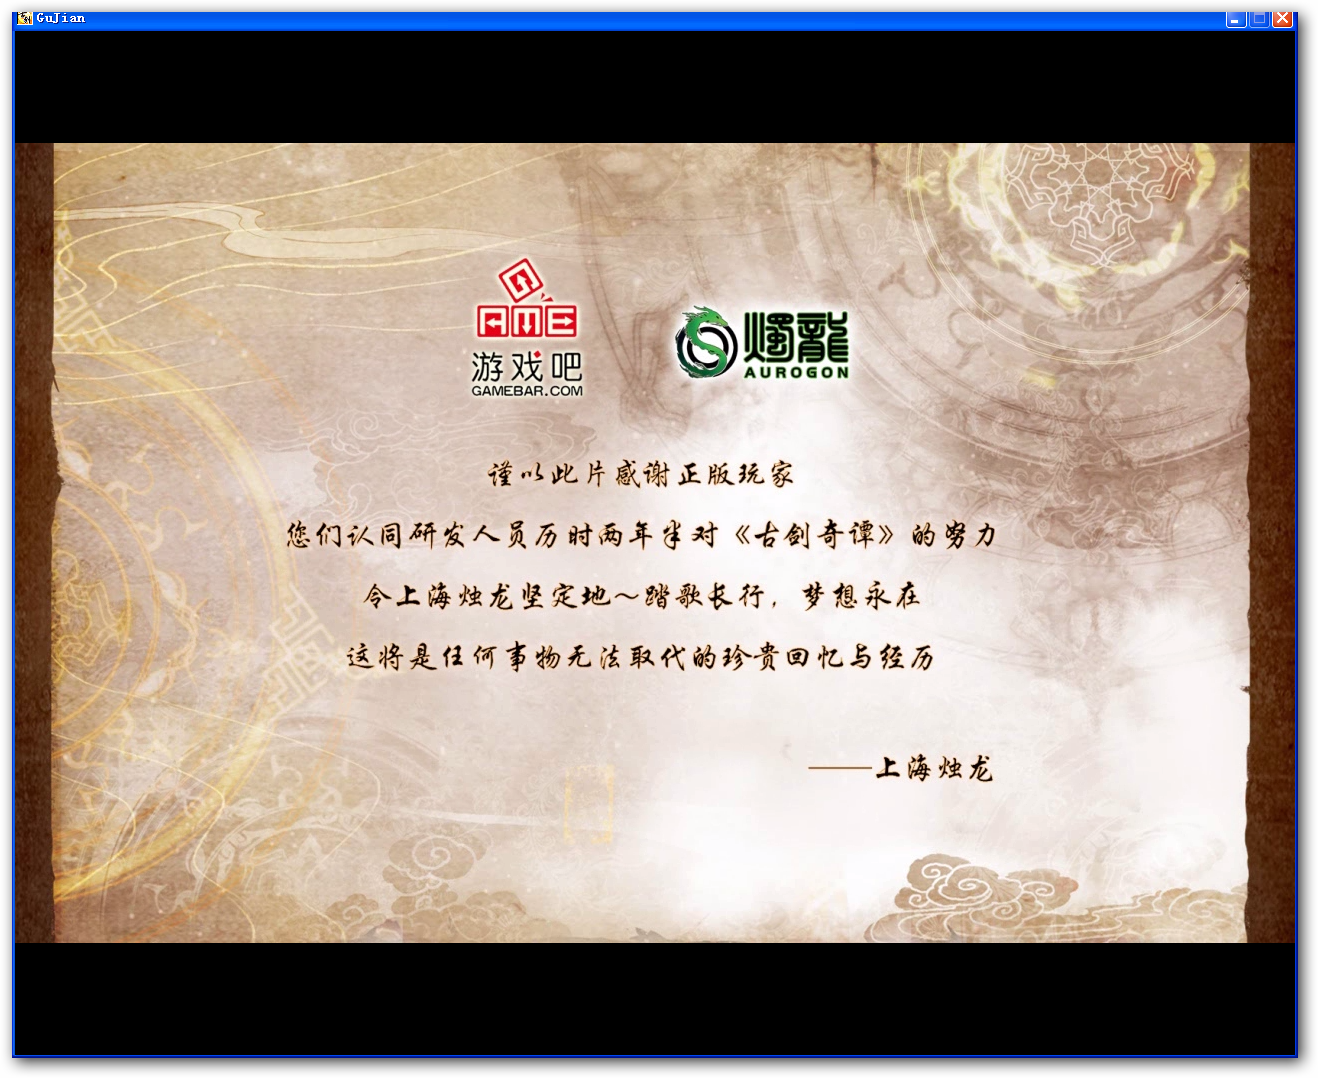 GuJian
GAME
游戏吧
GAMEBAR.COM
烛龍
AUROGON
谨以此片感谢正版玩家
您们认同研发人员历时两年半对《古剑奇谭》的努力
令上海烛龙坚定地～踏歌长行，梦想永在
这将是任何事物无法取代的珍贵回忆与经历
——上海烛龙